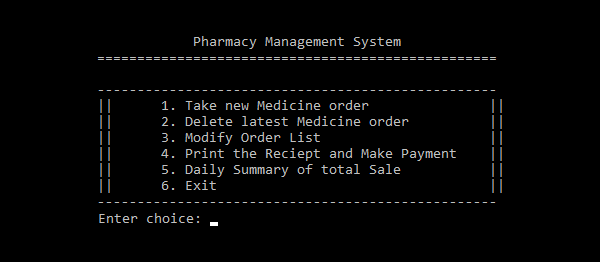 Pharmacy Management System
==================================================
--------------------------------------------------
|| 1. Take new Medicine order ||
|| 2. Delete latest Medicine order ||
|| 3. Modify Order List ||
|| 4. Print the Reciept and Make Payment ||
|| 5. Daily Summary of total Sale ||
|| 6. Exit ||
--------------------------------------------------
Enter choice: